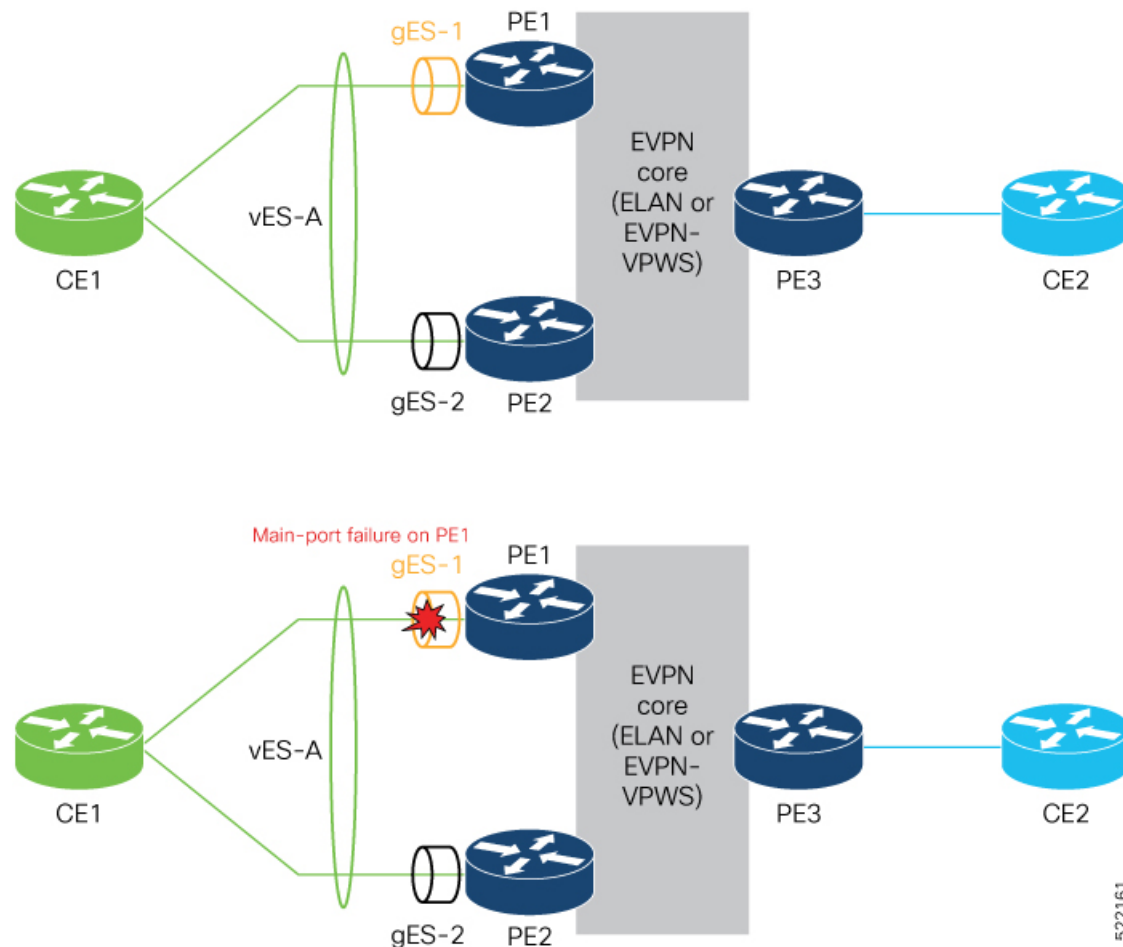 gES-1
PE1
EVPN
core
(ELAN or
EVPN-
VPWS)
vES-A
CE1
PE3
CE2
gES-2
PE2
Main-port failure on PE1
gES-1
PE1
EVPN
core
(ELAN or
EVPN-
VPWS)
vES-A
CE1
PE3
CE2
gES-2
PE2
522161